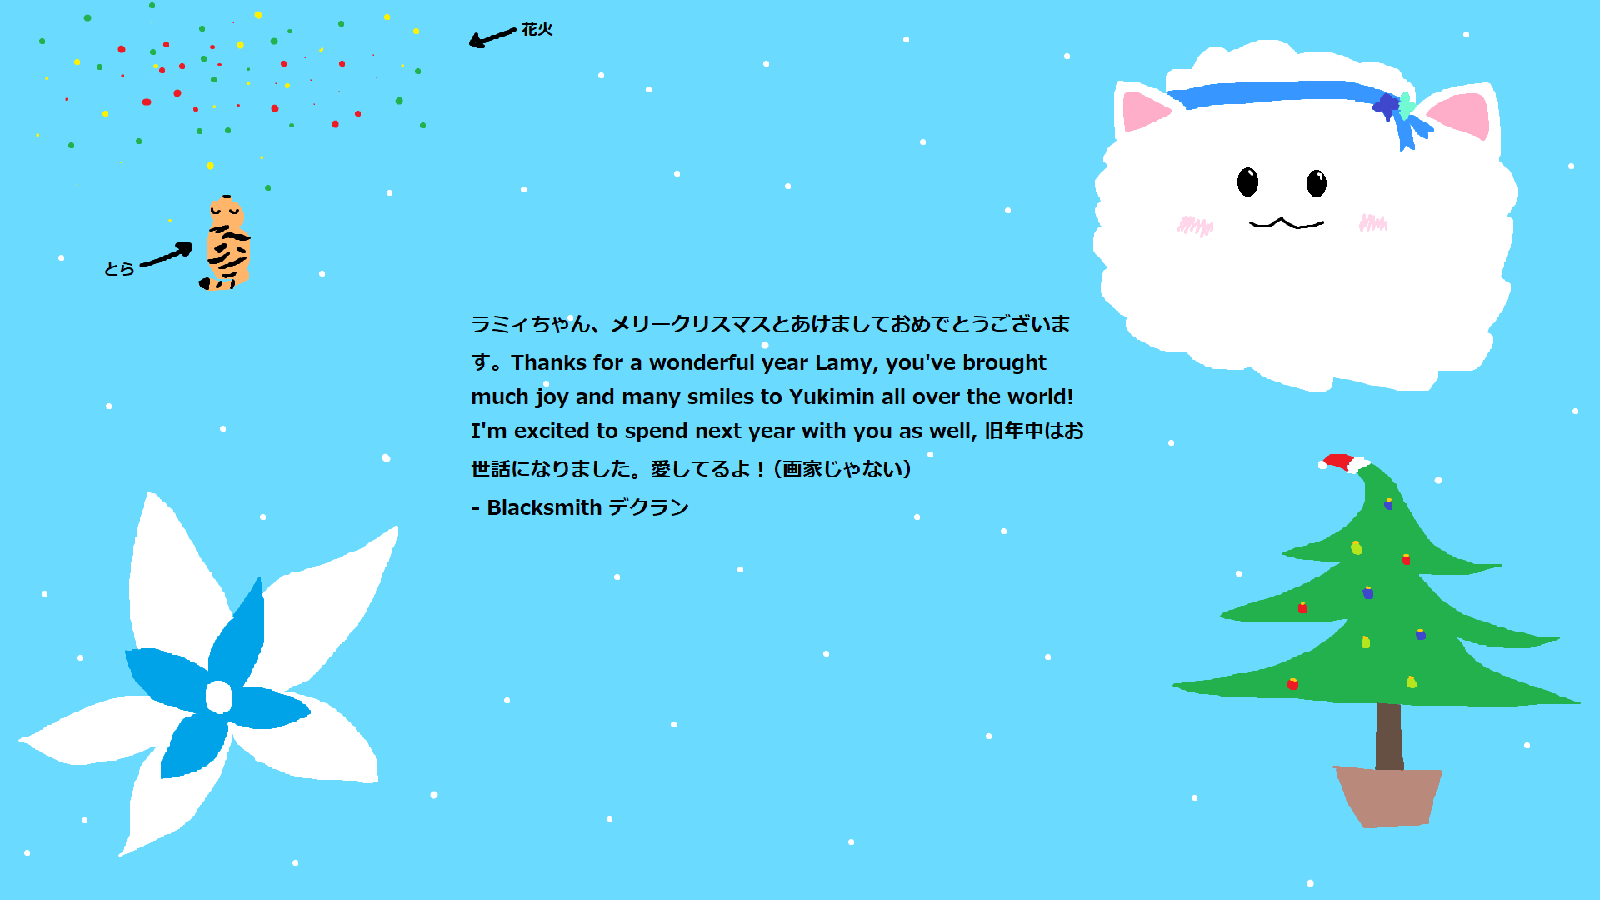 花火
とら
ラミィちゃん、メリークリスマスとあけましておめでとうございま
す。Thanks for a wonderful year Lamy, you've brought
much joy and many smiles to Yukimin all over the world!
I'm excited to spend next year with you as well, 旧年中はお
世話になりました。愛してるよ！（画家じゃない）
- Blacksmith デクラン